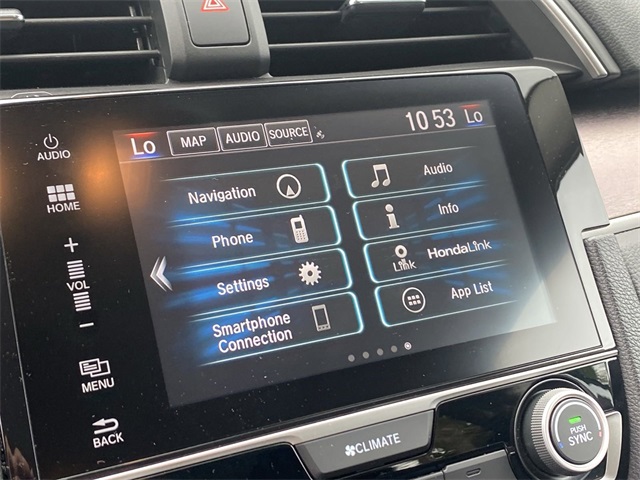 Lo MAP AUDIO SOURCE 10 53 Lo
AUDIO
HOME
+
VOL
−
MENU
BACK
Navigation
Phone
Settings
Smartphone
Connection
Audio
Info
Link HondaLink
App List
CLIMATE
PUSH
SYNC